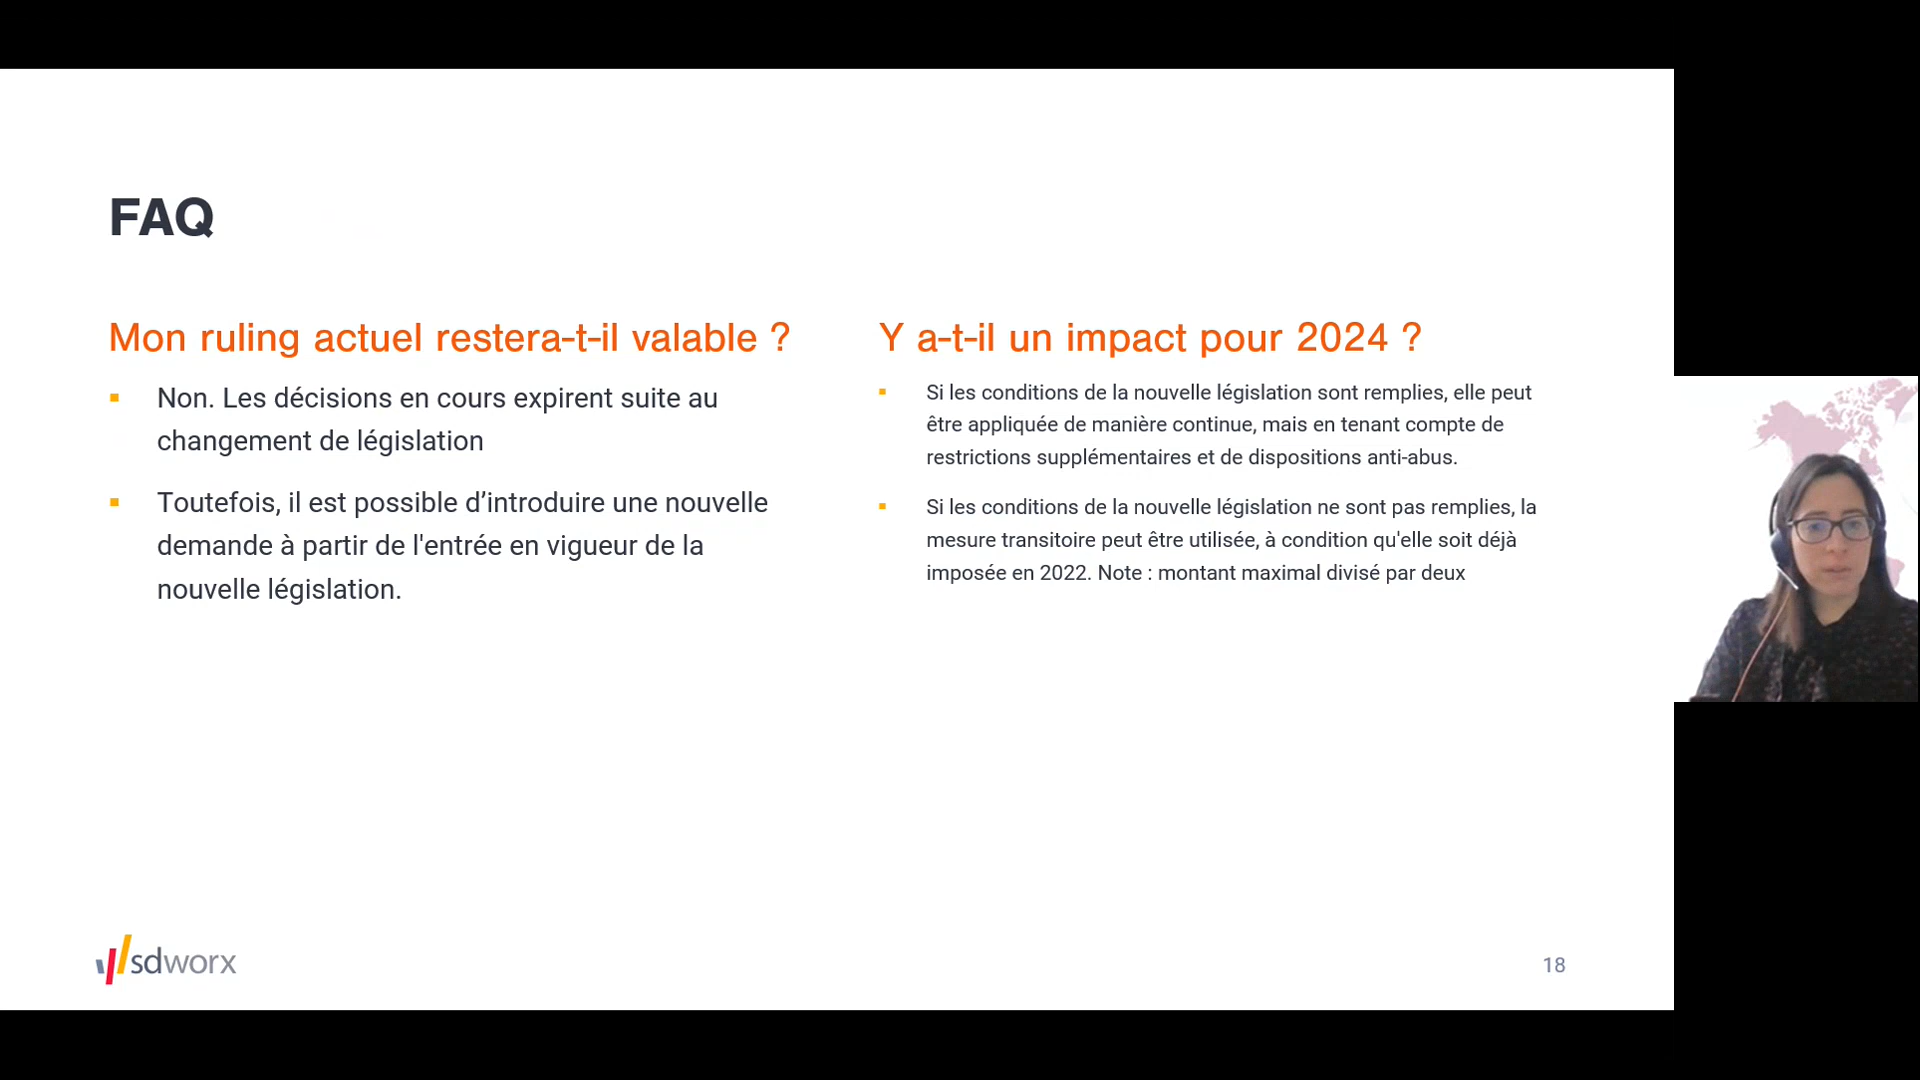 FAQ
Mon ruling actuel restera-t-il valable ?
Non. Les décisions en cours expirent suite au
changement de législation
Toutefois, il est possible d’introduire une nouvelle
demande à partir de l'entrée en vigueur de la
nouvelle législation.
Y a-t-il un impact pour 2024 ?
Si les conditions de la nouvelle législation sont remplies, elle peut
être appliquée de manière continue, mais en tenant compte de
restrictions supplémentaires et de dispositions anti-abus.
Si les conditions de la nouvelle législation ne sont pas remplies, la
mesure transitoire peut être utilisée, à condition qu'elle soit déjà
imposée en 2022. Note : montant maximal divisé par deux
sdworx
18